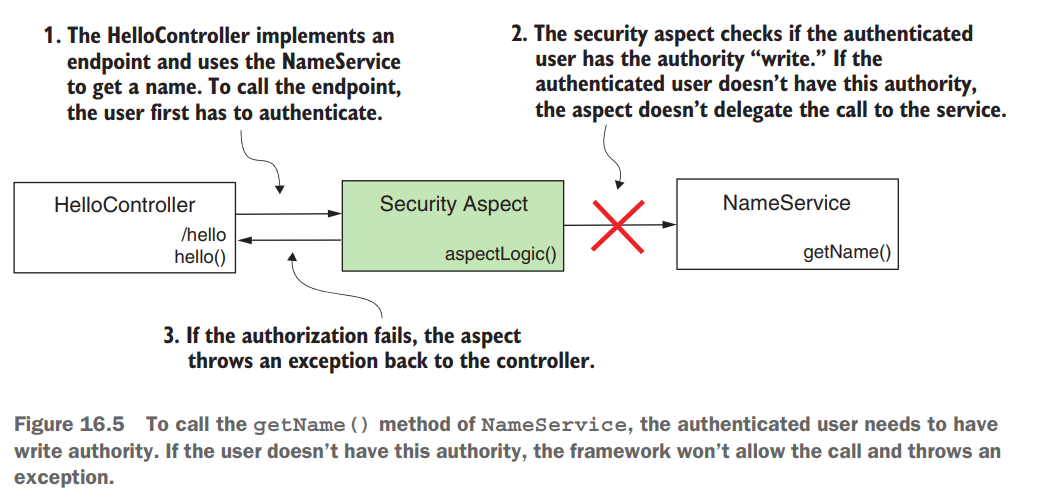 1. The HelloController implements an
endpoint and uses the NameService
to get a name. To call the endpoint,
the user first has to authenticate.
2. The security aspect checks if the authenticated
user has the authority “write.” If the
authenticated user doesn’t have this authority,
the aspect doesn’t delegate the call to the service.
HelloController
/hello
hello()
Security Aspect
aspectLogic()
NameService
getName()
3. If the authorization fails, the aspect
throws an exception back to the controller.
Figure 16.5 To call the getName() method of NameService, the authenticated user needs to have
write authority. If the user doesn’t have this authority, the framework won’t allow the call and throws an
exception.